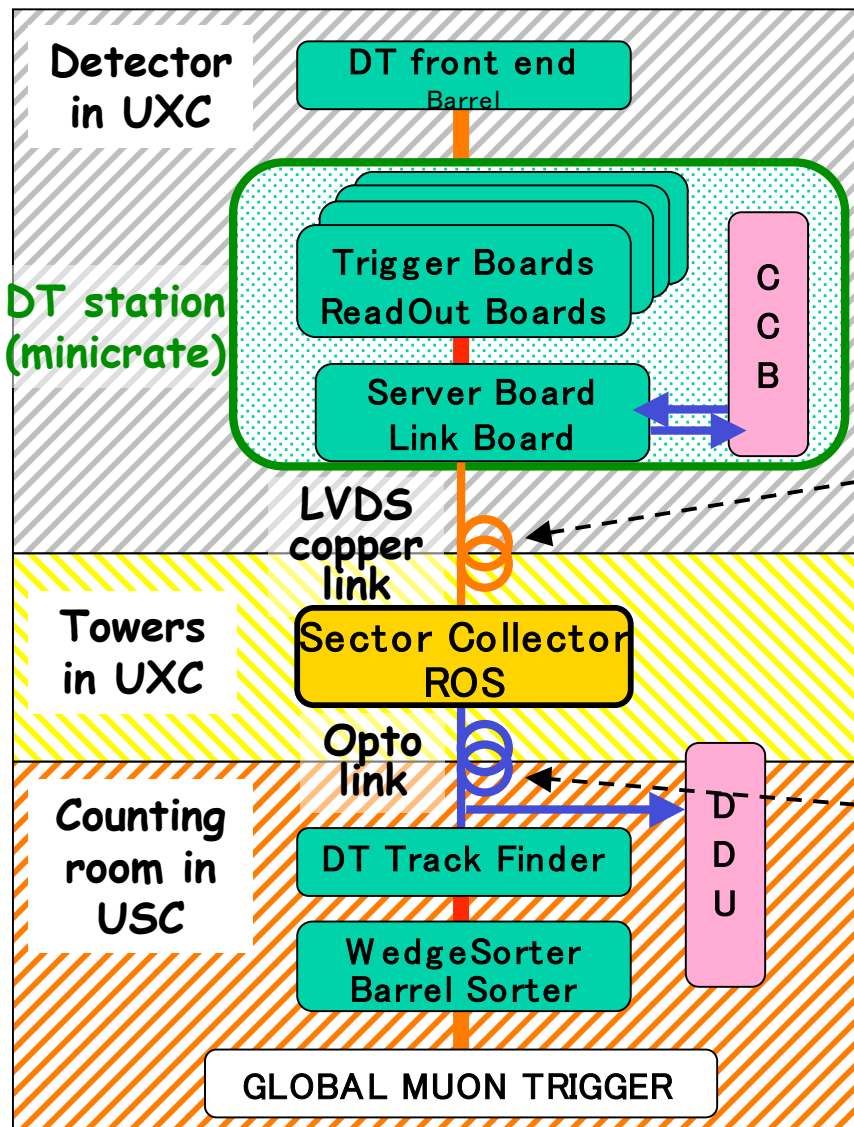 Detector
in UXC
DT front end
Barrel
Trigger Boards
ReadOut Boards
C
C
B
DT station
(minicrate)
Server Board
Link Board
LVDS
copper
link
Towers
in UXC
Sector Collector
ROS
Opto
link
Counting
room in
USC
D
D
U
DT Track Finder
WedgeSorter
Barrel Sorter
GLOBAL MUON TRIGGER